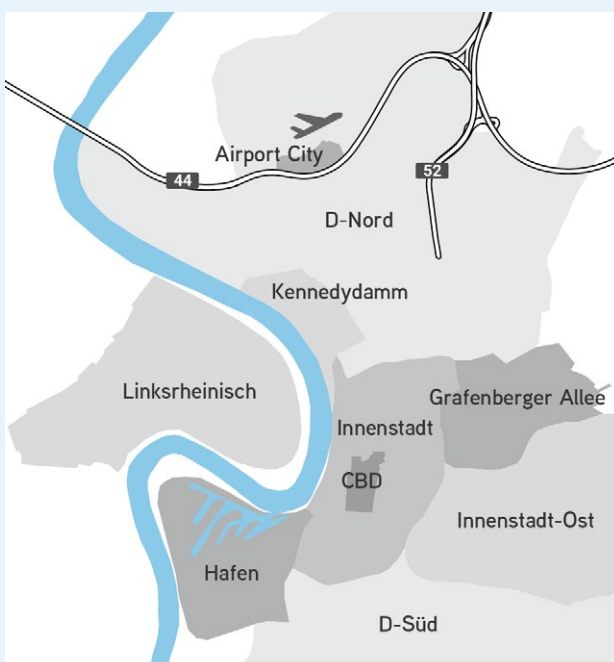 Airport City
44
52
D-Nord
Kennedydamm
Linksrheinisch
Grafenberger Allee
Innenstadt
CBD
Innenstadt-Ost
Hafen
D-Süd